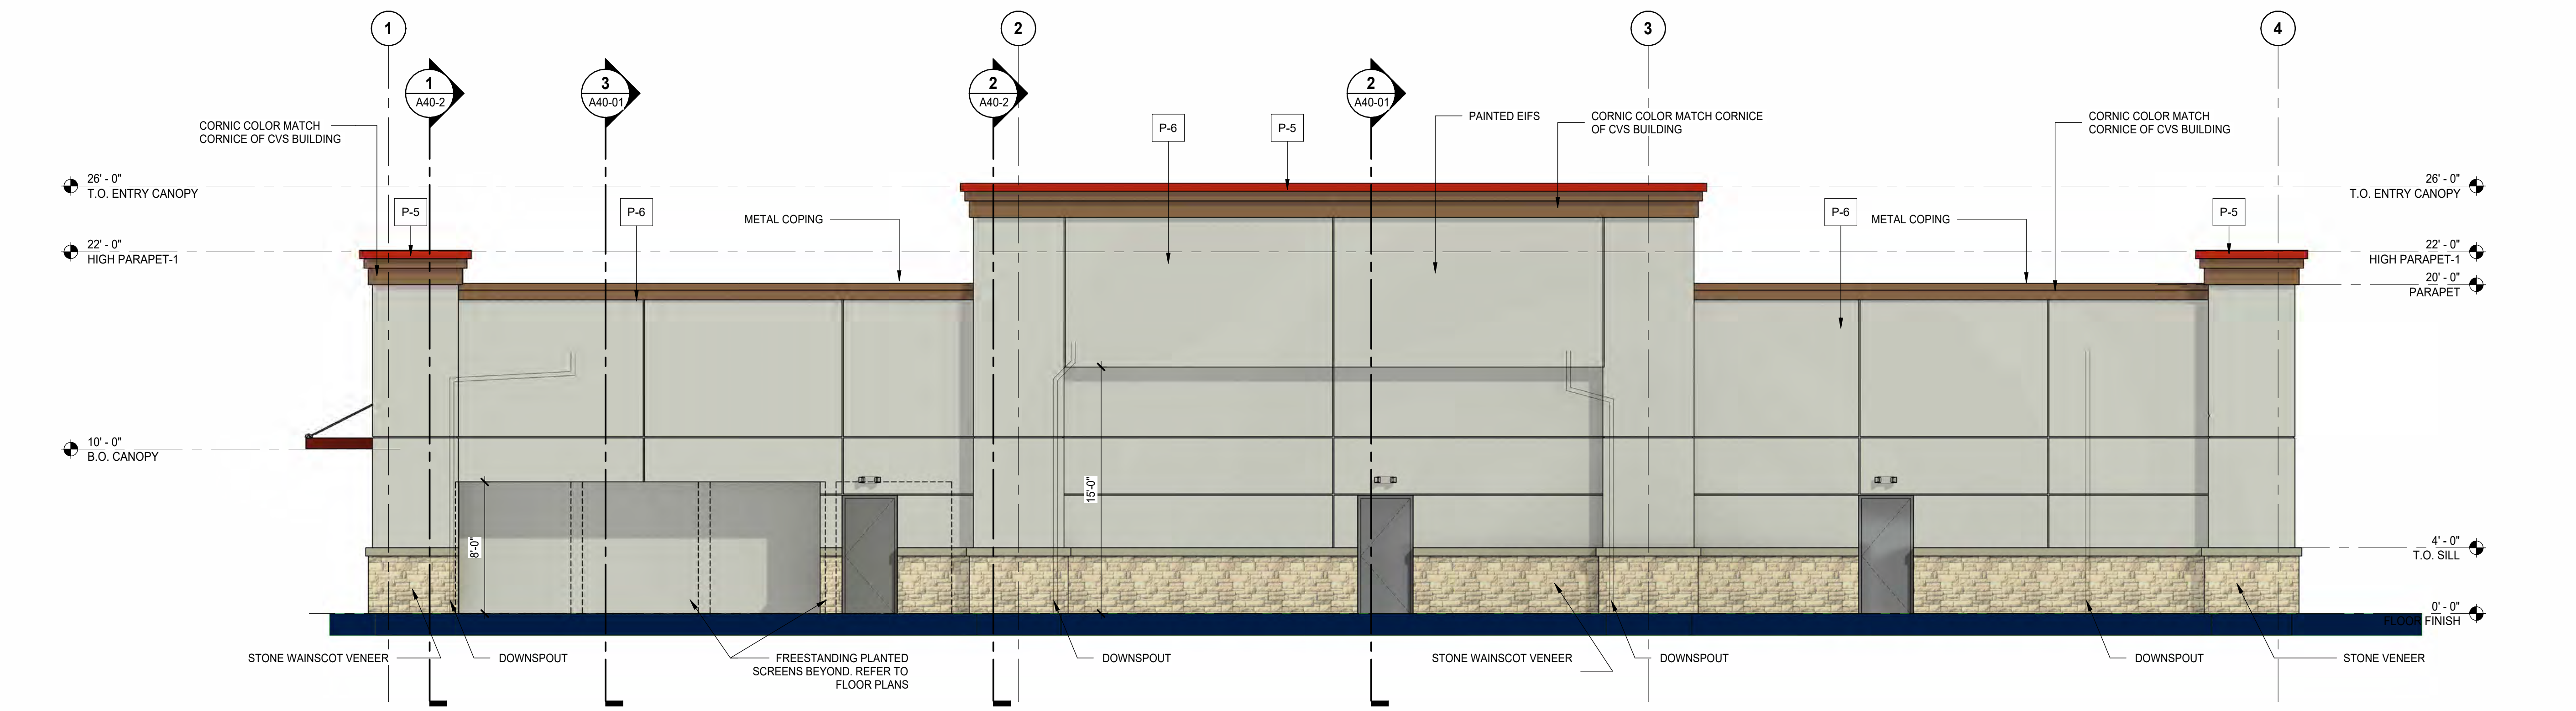 1
2
3
4
1
A40-2
3
A40-01
2
A40-2
2
A40-01
CORNIC COLOR MATCH
CORNICE OF CVS BUILDING
P-6
P-5
PAINTED EIFS
CORNIC COLOR MATCH CORNICE
OF CVS BUILDING
CORNIC COLOR MATCH
CORNICE OF CVS BUILDING
26' - 0"
T.O. ENTRY CANOPY
26' - 0"
T.O. ENTRY CANOPY
P-5
P-6
METAL COPING
P-6
METAL COPING
P-5
22' - 0"
HIGH PARAPET-1
22' - 0"
HIGH PARAPET-1
20' - 0"
PARAPET
10' - 0"
B.O. CANOPY
8'-0"
15'-0"
4' - 0"
T.O. SILL
0' - 0"
FLOOR FINISH
STONE WAINSCOT VENEER
DOWNSPOUT
FREESTANDING PLANTED
SCREENS BEYOND. REFER TO
FLOOR PLANS
DOWNSPOUT
STONE WAINSCOT VENEER
DOWNSPOUT
DOWNSPOUT
STONE VENEER